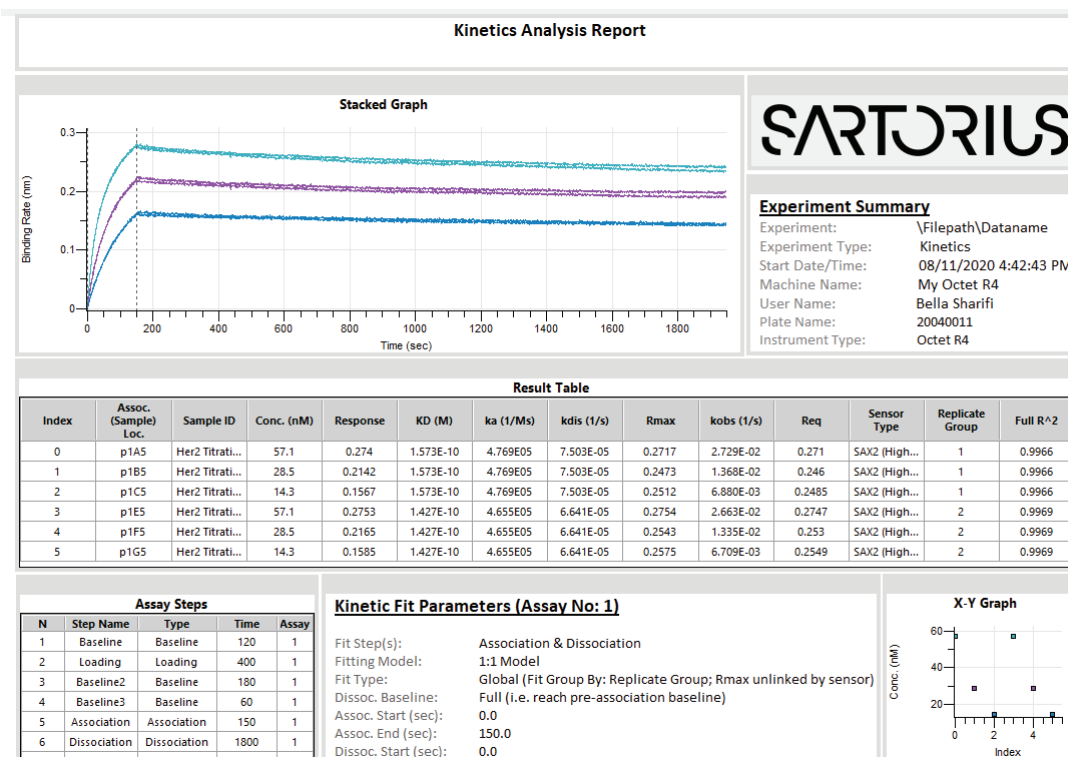 Kinetics Analysis Report
Stacked Graph
Binding Rate (nm)
0.3
0.2
0.1
0
0 200 400 600 800 1000 1200 1400 1600 1800
Time (sec)
SARTORIUS
Experiment Summary
Experiment: \Filepath\Dataname
Experiment Type: Kinetics
Start Date/Time: 08/11/2020 4:42:43 PM
Machine Name: My Octet R4
User Name: Bella Sharifi
Plate Name: 20040011
Instrument Type: Octet R4
Result Table
Index Assoc. (Sample) Loc. Sample ID Conc. (nM) Response KD (M) ka (1/Ms) kdis (1/s) Rmax kobs (1/s) Req Sensor Type Replicate Group Full R^2
0 p1A5 Her2 Titrati... 57.1 0.274 1.573E-10 4.769E05 7.503E-05 0.2717 2.729E-02 0.271 SAX2 (High... 1 0.9966
1 p1B5 Her2 Titrati... 28.5 0.2142 1.573E-10 4.769E05 7.503E-05 0.2473 1.368E-02 0.246 SAX2 (High... 1 0.9966
2 p1C5 Her2 Titrati... 14.3 0.1567 1.573E-10 4.769E05 7.503E-05 0.2512 6.880E-03 0.2485 SAX2 (High... 1 0.9966
3 p1E5 Her2 Titrati... 57.1 0.2753 1.427E-10 4.655E05 6.641E-05 0.2754 2.663E-02 0.2747 SAX2 (High... 2 0.9969
4 p1F5 Her2 Titrati... 28.5 0.2165 1.427E-10 4.655E05 6.641E-05 0.2543 1.335E-02 0.253 SAX2 (High... 2 0.9969
5 p1G5 Her2 Titrati... 14.3 0.1585 1.427E-10 4.655E05 6.641E-05 0.2575 6.709E-03 0.2549 SAX2 (High... 2 0.9969
Assay Steps
N Step Name Type Time Assay
1 Baseline Baseline 120 1
2 Loading Loading 400 1
3 Baseline2 Baseline 180 1
4 Baseline3 Baseline 60 1
5 Association Association 150 1
6 Dissociation Dissociation 1800 1
Kinetic Fit Parameters (Assay No: 1)
Fit Step(s): Association & Dissociation
Fitting Model: 1:1 Model
Fit Type: Global (Fit Group By: Replicate Group; Rmax unlinked by sensor)
Dissoc. Baseline: Full (i.e. reach pre-association baseline)
Assoc. Start (sec): 0.0
Assoc. End (sec): 150.0
Dissoc. Start (sec): 0.0
X-Y Graph
Conc. (nM)
60
40
20
0 2 4
Index